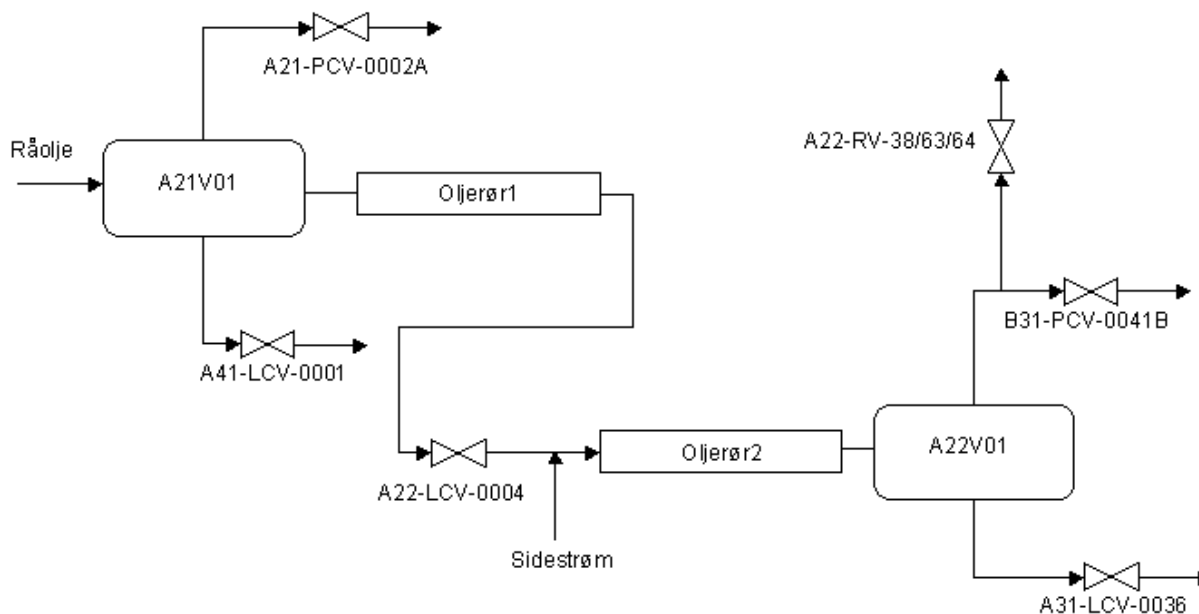 A21-PCV-0002A
Råolje
A21V01
Oljerør1
A41-LCV-0001
A22-RV-38/63/64
B31-PCV-0041B
A22-LCV-0004
Oljerør2
A22V01
Sidestrøm
A31-LCV-0036